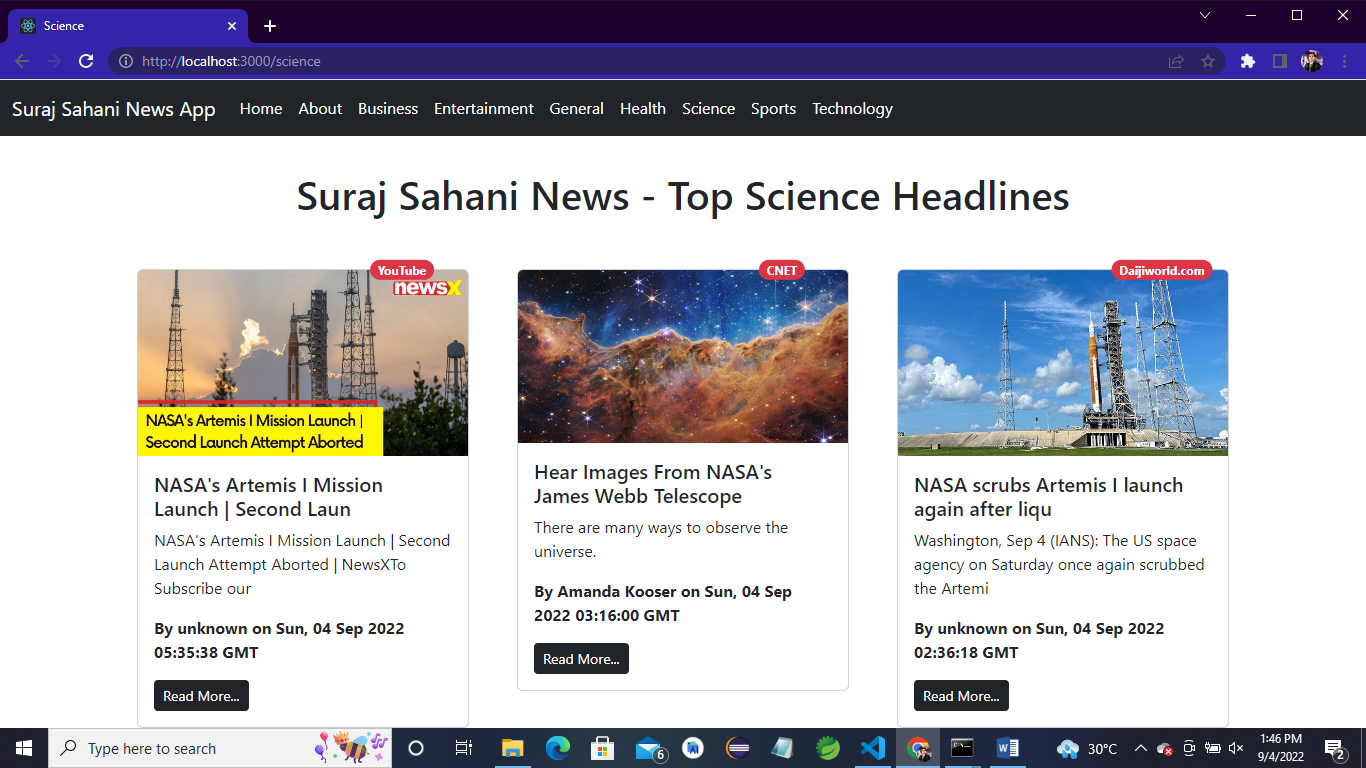 Science
http://localhost:3000/science
Suraj Sahani News App Home About Business Entertainment General Health Science Sports Technology
Suraj Sahani News - Top Science Headlines
YouTube
newsX
NASA's Artemis I Mission Launch |
Second Launch Attempt Aborted
NASA's Artemis I Mission
Launch | Second Laun
NASA's Artemis I Mission Launch | Second
Launch Attempt Aborted | NewsXTo
Subscribe our
By unknown on Sun, 04 Sep 2022
05:35:38 GMT
Read More...
CNET
Hear Images From NASA's
James Webb Telescope
There are many ways to observe the
universe.
By Amanda Kooser on Sun, 04 Sep
2022 03:16:00 GMT
Read More...
Daijiworld.com
NASA scrubs Artemis I launch
again after liqu
Washington, Sep 4 (IANS): The US space
agency on Saturday once again scrubbed
the Artemi
By unknown on Sun, 04 Sep 2022
02:36:18 GMT
Read More...
Type here to search
6
30°C
1:46 PM
9/4/2022
2